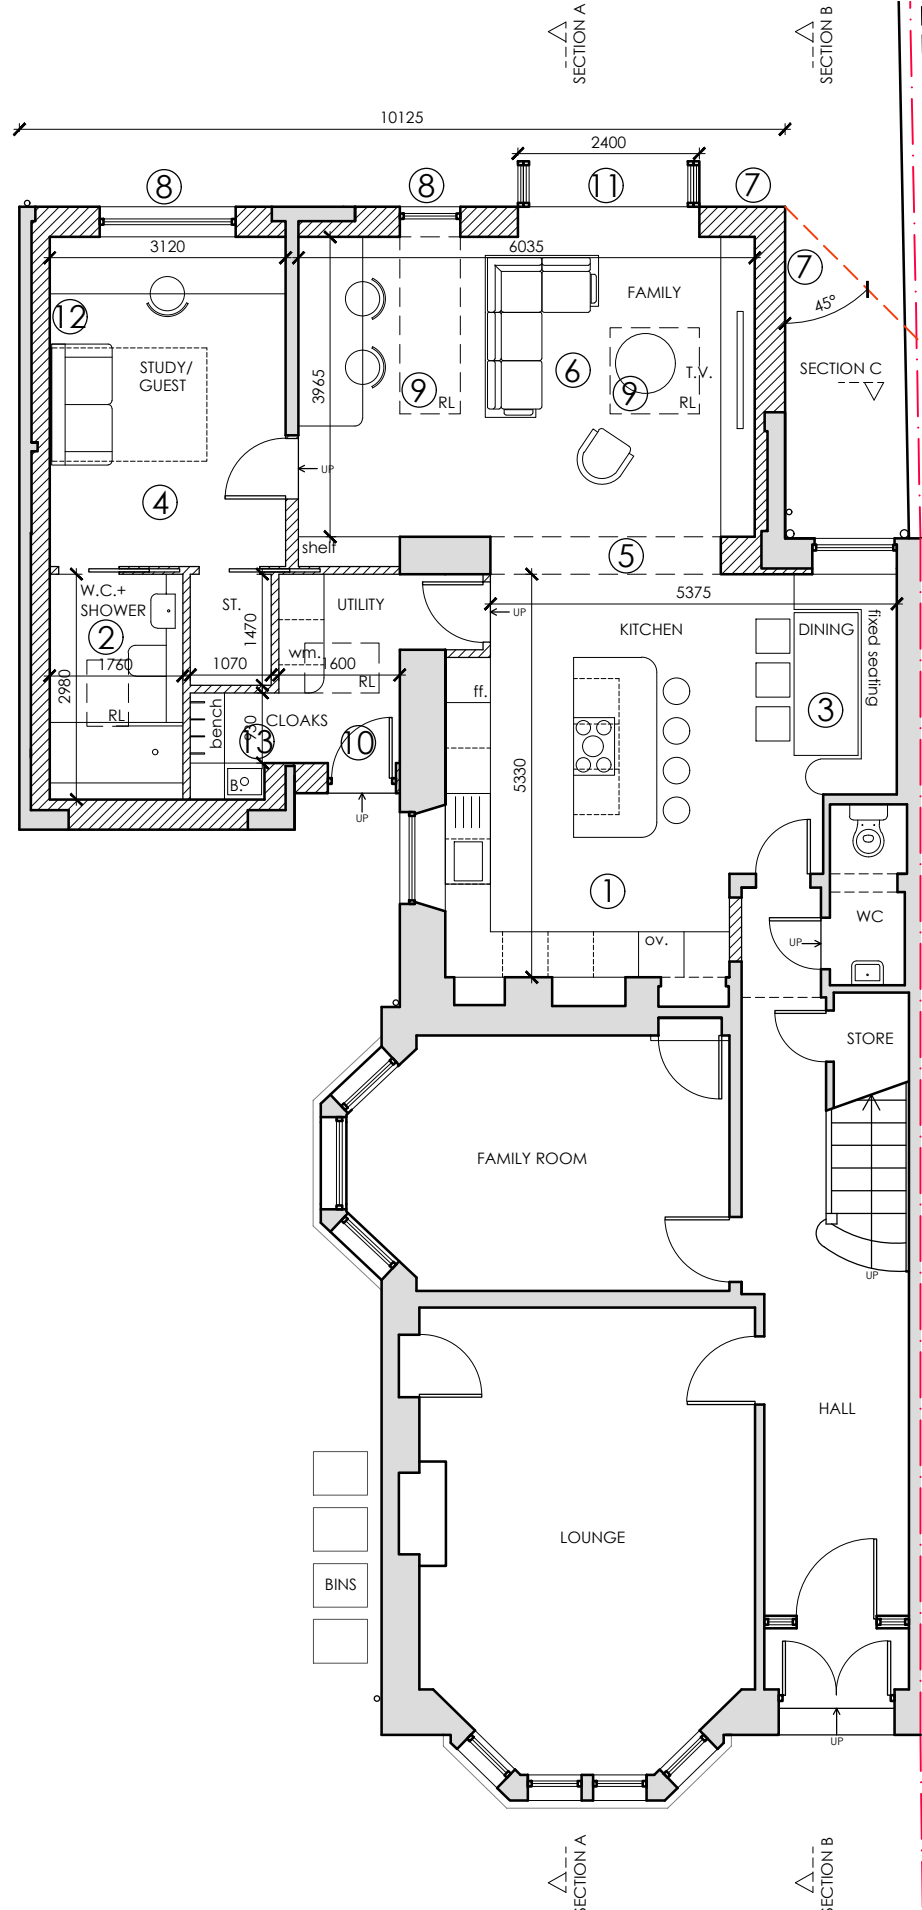 SECTION A
SECTION B
10125
2400
8
8
11
7
3120
6035
7
FAMILY
45°
12
STUDY/
GUEST
3965
6
T.V.
SECTION C
9
RL
9
RL
UP
4
shelf
5
W.C.+
SHOWER
ST.
UTILITY
5375
UP
1470
KITCHEN
DINING
fixed seating
2
wm.
1760
1070
1600
2980
RL
RL
ff.
bench
930
CLOAKS
13
10
3
5330
B.
UP
1
WC
ov.
UP
STORE
FAMILY ROOM
UP
HALL
LOUNGE
BINS
UP
SECTION A
SECTION B